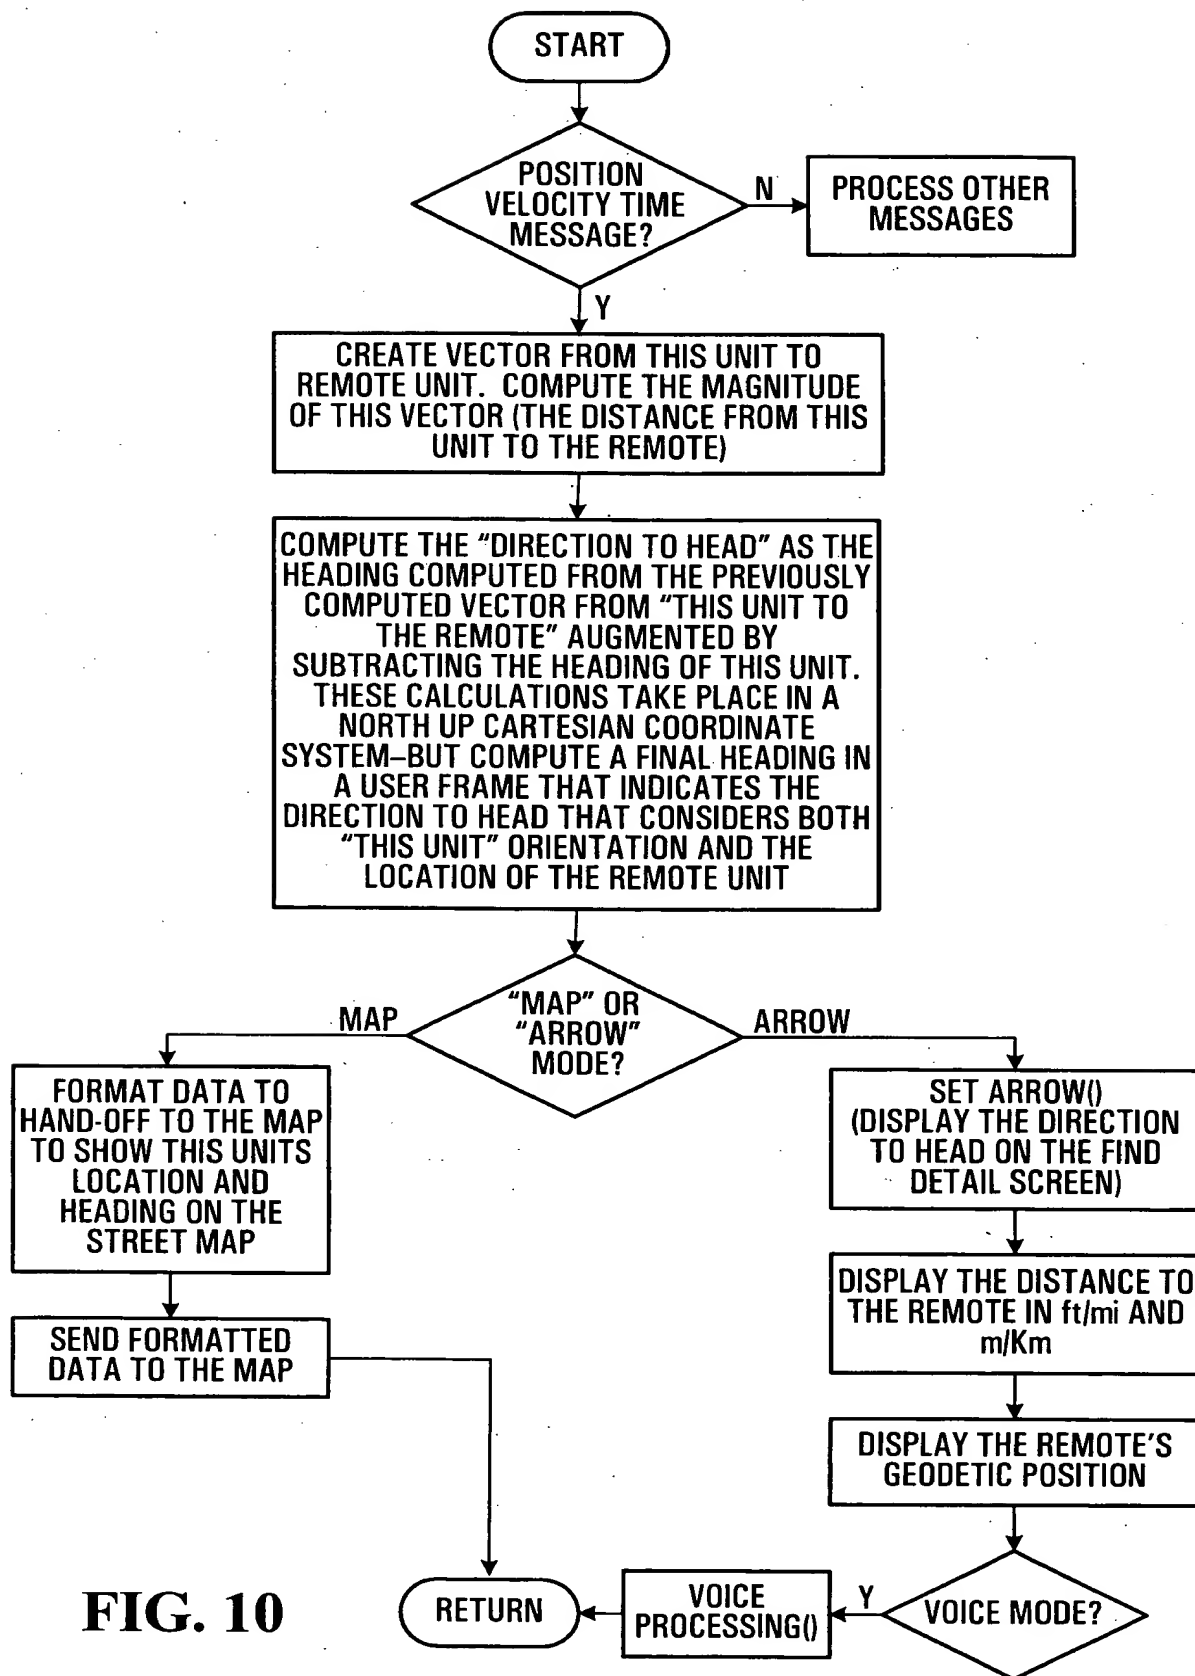 START
POSITION
VELOCITY TIME
MESSAGE?
N
PROCESS OTHER
MESSAGES
Y
CREATE VECTOR FROM THIS UNIT TO
REMOTE UNIT. COMPUTE THE MAGNITUDE
OF THIS VECTOR (THE DISTANCE FROM THIS
UNIT TO THE REMOTE)
COMPUTE THE “DIRECTION TO HEAD” AS THE
HEADING COMPUTED FROM THE PREVIOUSLY
COMPUTED VECTOR FROM “THIS UNIT TO
THE REMOTE” AUGMENTED BY
SUBTRACTING THE HEADING OF THIS UNIT.
THESE CALCULATIONS TAKE PLACE IN A
NORTH UP CARTESIAN COORDINATE
SYSTEM–BUT COMPUTE A FINAL HEADING IN
A USER FRAME THAT INDICATES THE
DIRECTION TO HEAD THAT CONSIDERS BOTH
“THIS UNIT” ORIENTATION AND THE
LOCATION OF THE REMOTE UNIT
“MAP” OR
“ARROW”
MODE?
MAP
ARROW
FORMAT DATA TO
HAND-OFF TO THE MAP
TO SHOW THIS UNITS
LOCATION AND
HEADING ON THE
STREET MAP
SEND FORMATTED
DATA TO THE MAP
SET ARROW()
(DISPLAY THE DIRECTION
TO HEAD ON THE FIND
DETAIL SCREEN)
DISPLAY THE DISTANCE TO
THE REMOTE IN ft/mi AND
m/Km
DISPLAY THE REMOTE'S
GEODETIC POSITION
VOICE MODE?
Y
VOICE
PROCESSING()
RETURN
FIG. 10